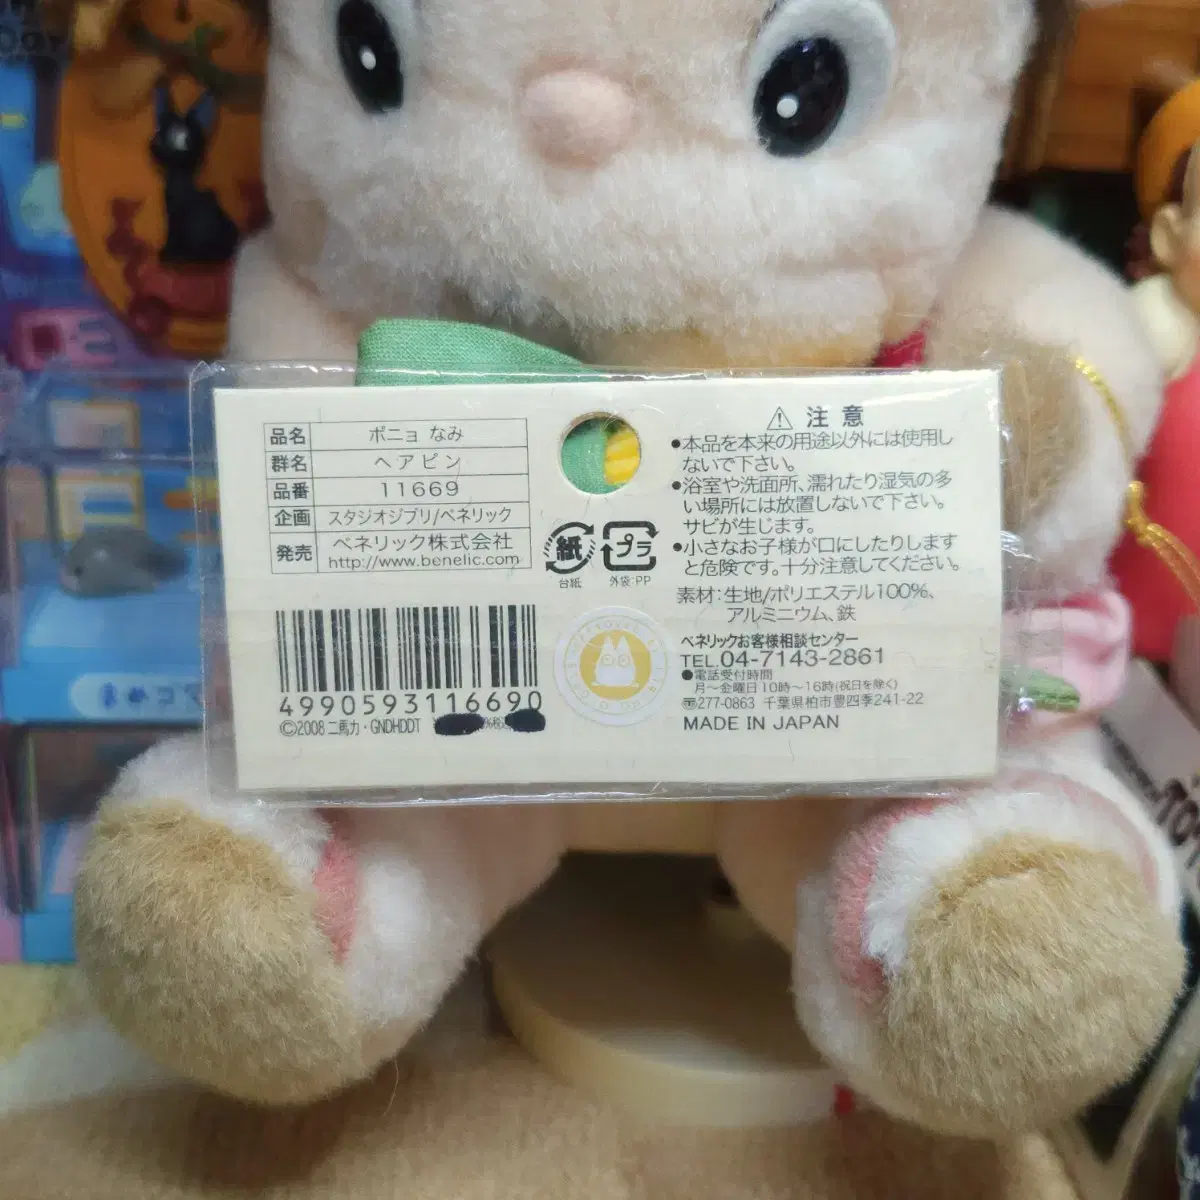 品名 ポニョ なみ
群名 ヘアピン
品番 11669
企画 スタジオジブリ/ベネリック
発売 ベネリック株式会社
http://www.benelic.com
4990593116690
©2008 二馬力・GNDHDDT
紙
台紙
プラ
外袋:PP
注意
•本品を本来の用途以外には使用し
ないで下さい。
•浴室や洗面所、濡れたり湿気の多
い場所には放置しないで下さい。
サビが生じます。
•小さなお子様が口にしたりします
と危険です。十分注意してください。
素材:生地/ポリエステル100%、
アルミニウム、鉄
ベネリックお客様相談センター
TEL.04-7143-2861
●電話受付時間
月～金曜日10時～16時(祝日を除く)
〒277-0863 千葉県柏市豊四季241-22
MADE IN JAPAN